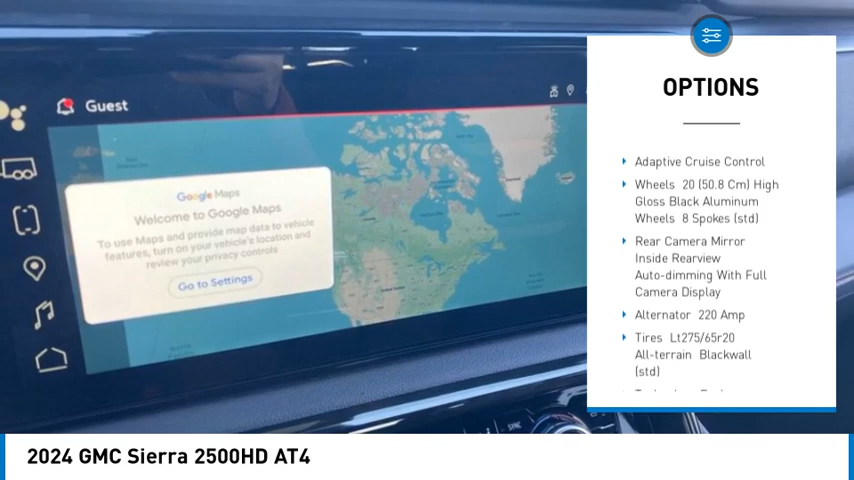 Guest
Google Maps
Welcome to Google Maps
To use Maps and provide map data to vehicle
features, turn on your vehicle's location and
review your privacy controls
Go to Settings
United States
SYNC
OPTIONS
Adaptive Cruise Control
Wheels 20 (50.8 Cm) High
Gloss Black Aluminum
Wheels 8 Spokes (std)
Rear Camera Mirror
Inside Rearview
Auto-dimming With Full
Camera Display
Alternator 220 Amp
Tires Lt275/65r20
All-terrain Blackwall
(std)
2024 GMC Sierra 2500HD AT4